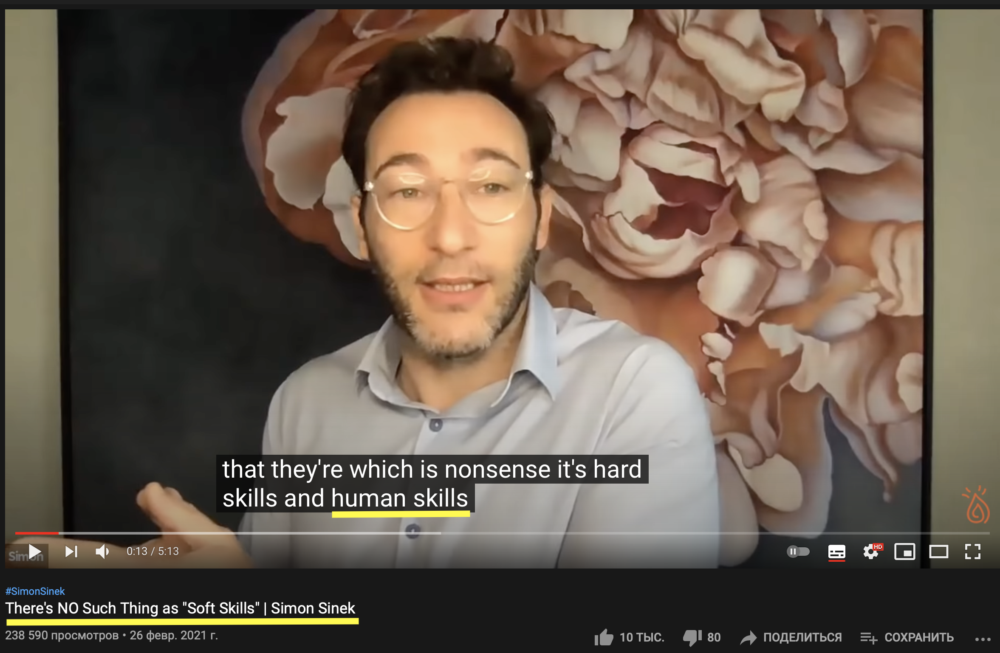 that they're which is nonsense it's hard
skills and human skills
Simon
0:13 / 5:13
HD
#SimonSinek
There's NO Such Thing as "Soft Skills" | Simon Sinek
238 590 просмотров • 26 февр. 2021 г.
10 ТЫС.
80
ПОДЕЛИТЬСЯ
СОХРАНИТЬ